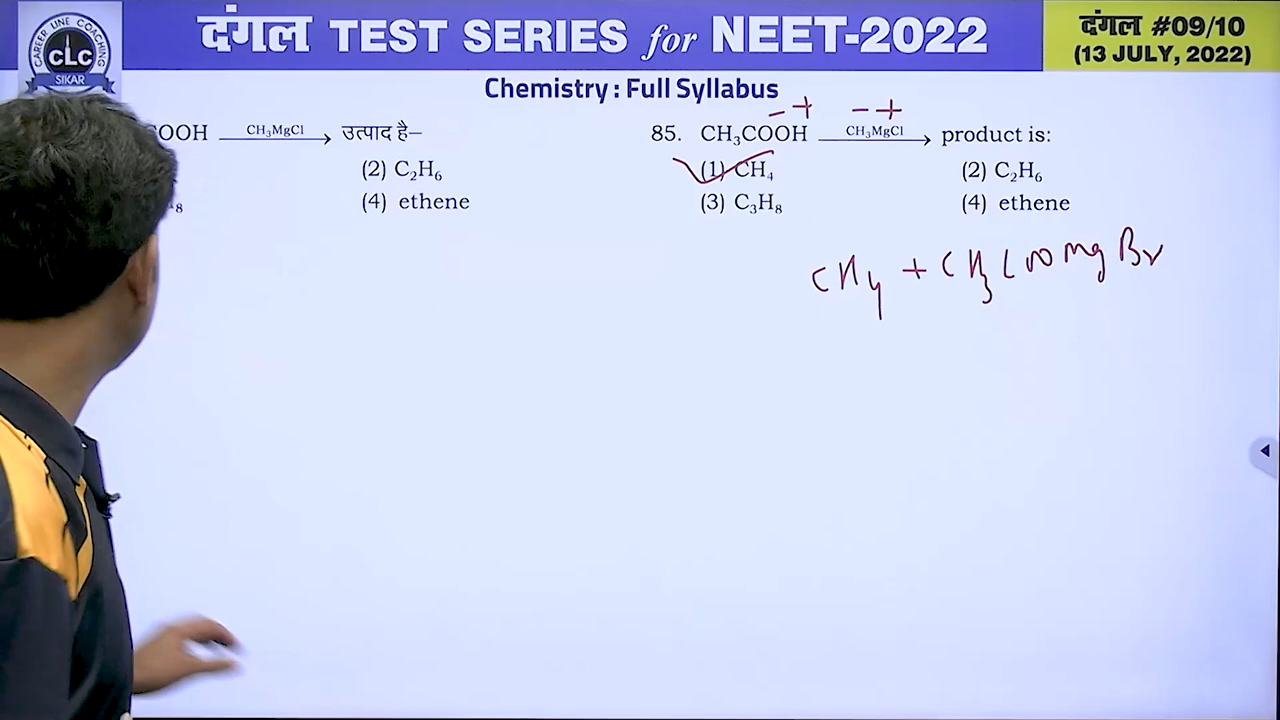 CAREER LINE COACHING
CLC
SIKAR
दंगल TEST SERIES for NEET-2022
दंगल #09/10
(13 JULY, 2022)
Chemistry : Full Syllabus
COOH CH₃MgCl उत्पाद है–
(2) C₂H₆
₈
(4) ethene
− + − +
85. CH₃COOH CH₃MgCl product is:
(1) CH₄ (2) C₂H₆
(3) C₃H₈ (4) ethene
CH₄ + CH₃COOMgBr